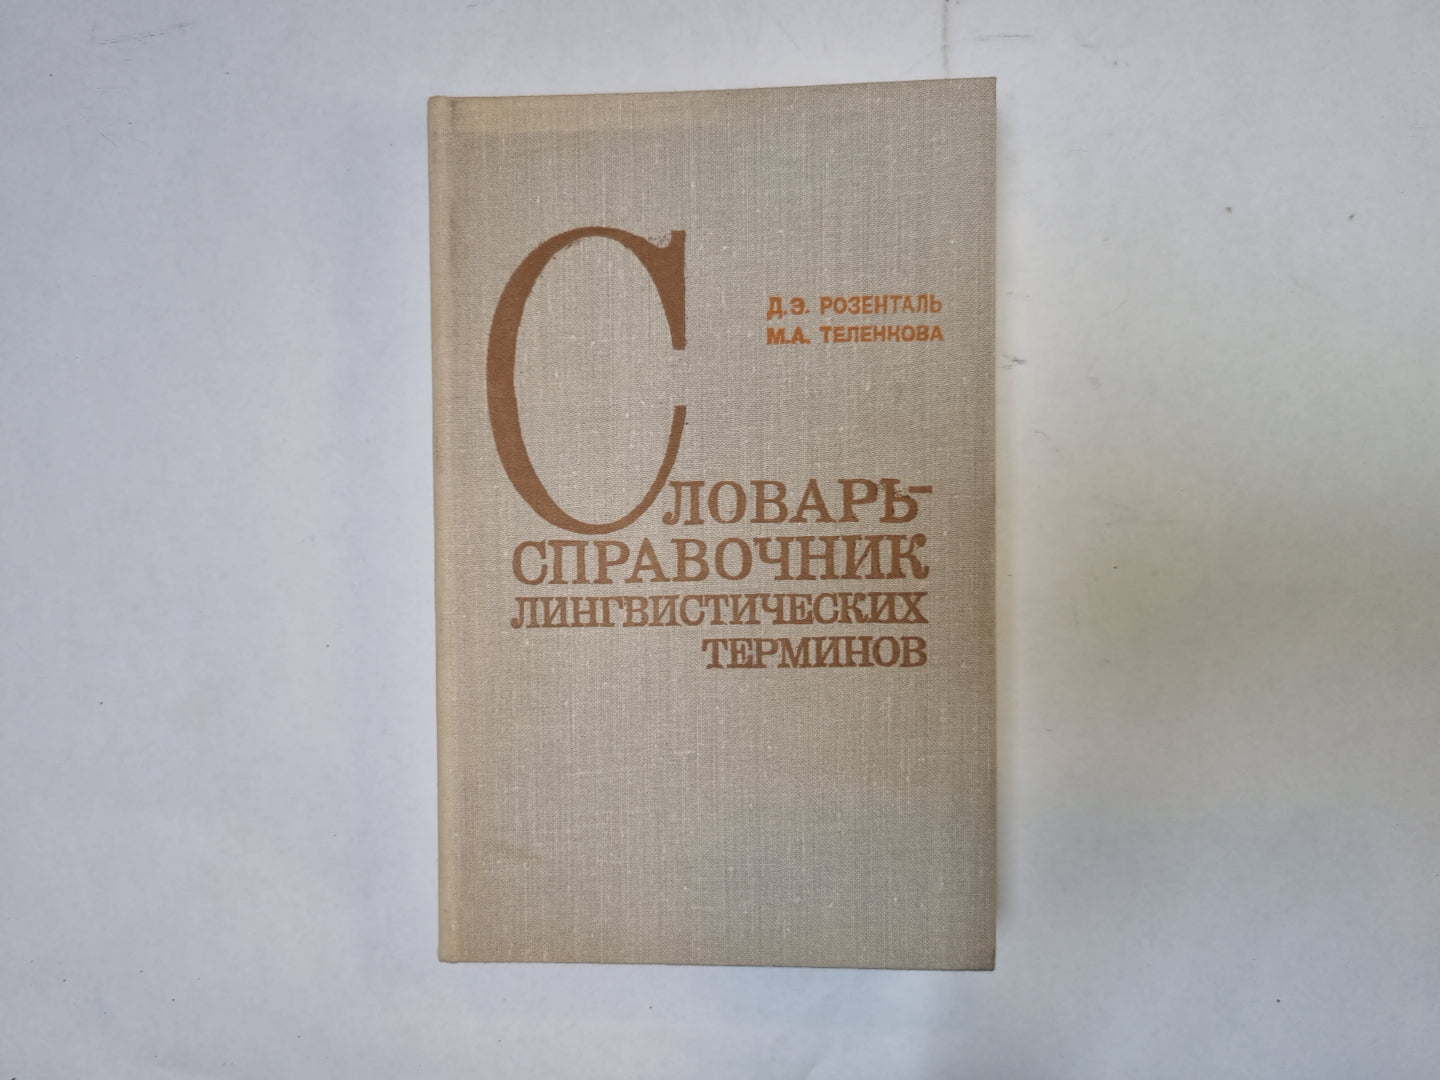 Д.Э. РОЗЕНТАЛЬ
М.А. ТЕЛЕНКОВА
СЛОВАРЬ-
СПРАВОЧНИК
ЛИНГВИСТИЧЕСКИХ
ТЕРМИНОВ